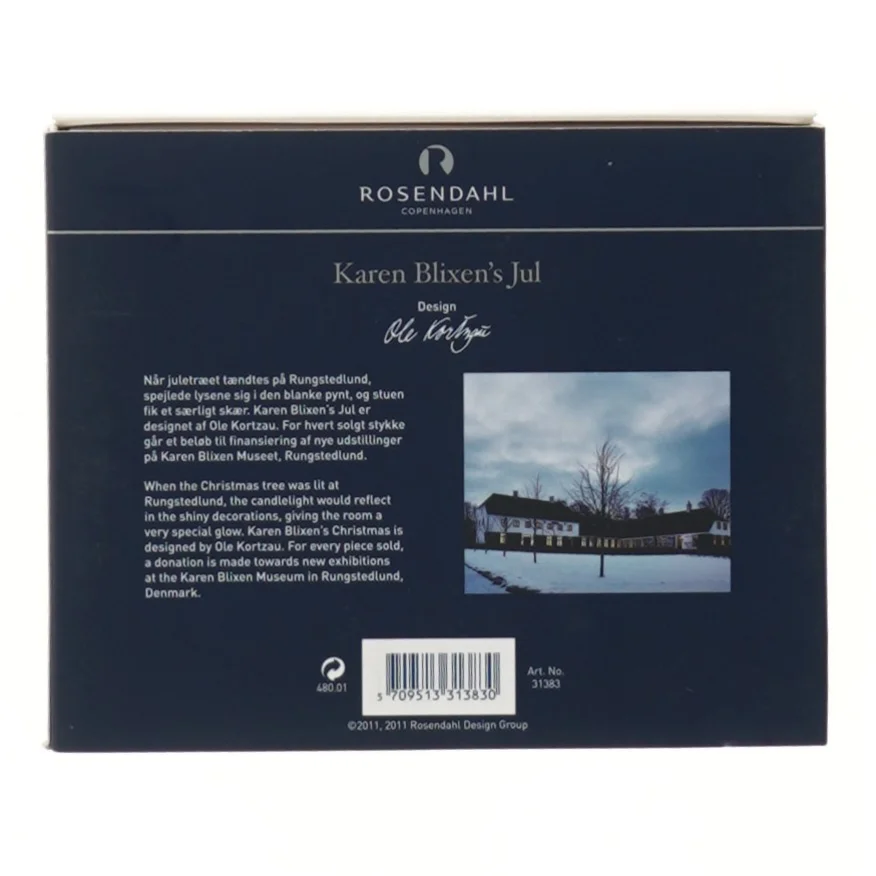 ROSENDAHL
COPENHAGEN
Karen Blixen's Jul
Design
Ole Kortzau
Når juletræet tændtes på Rungstedlund,
spejlede lysene sig i den blanke pynt, og stuen
fik et særligt skær. Karen Blixen's Jul er
designet af Ole Kortzau. For hvert solgt stykke
går et beløb til finansiering af nye udstillinger
på Karen Blixen Museet, Rungstedlund.
When the Christmas tree was lit at
Rungstedlund, the candlelight would reflect
in the shiny decorations, giving the room a
very special glow. Karen Blixen's Christmas is
designed by Ole Kortzau. For every piece sold,
a donation is made towards new exhibitions
at the Karen Blixen Museum in Rungstedlund,
Denmark.
480.01
5 709513 313830
Art. No.
31383
©2011, 2011 Rosendahl Design Group